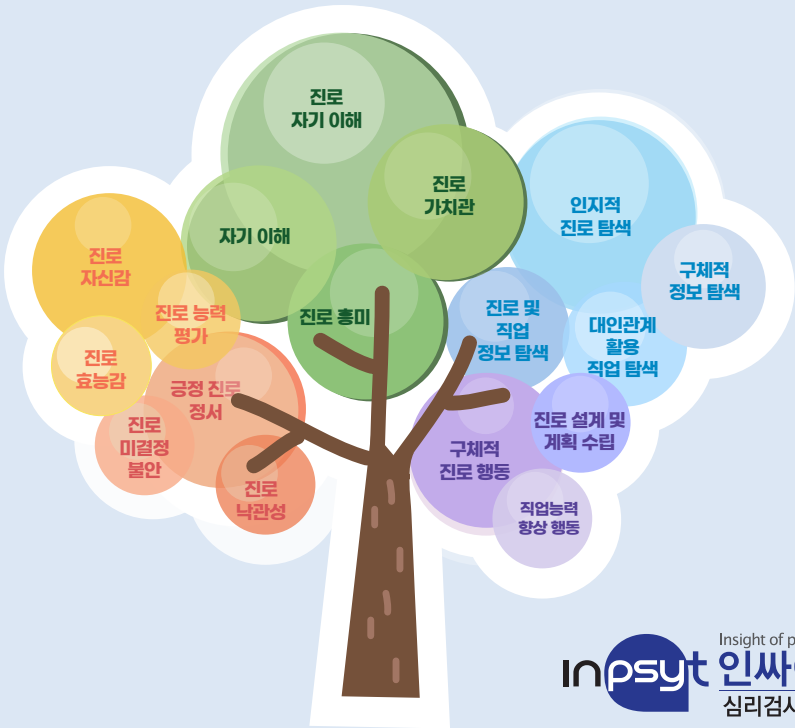 진로
자기 이해
진로
가치관
자기 이해
진로 흥미
인지적
진로 탐색
구체적
정보 탐색
진로 및
직업
정보 탐색
대인관계
활용
직업 탐색
진로
자신감
진로 능력
평가
진로
효능감
긍정 진로
정서
진로
미결정
불안
진로
낙관성
구체적
진로 행동
진로 설계 및
계획 수립
직업능력
향상 행동
Insight of p
inpsyt 인싸
심리검사